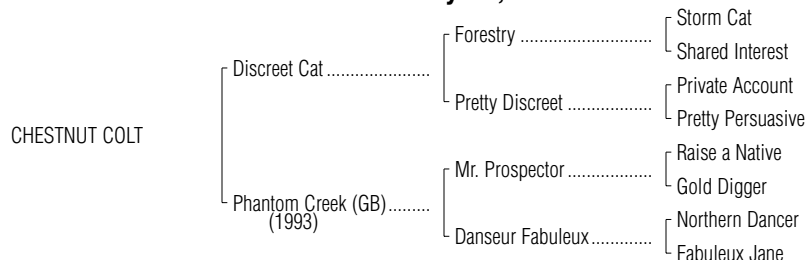 Storm Cat
Forestry ..............................
Shared Interest
Discreet Cat .......................
Private Account
Pretty Discreet ...................
Pretty Persuasive
CHESTNUT COLT
Raise a Native
Mr. Prospector ...................
Gold Digger
Phantom Creek (GB).........
(1993)
Northern Dancer
Danseur Fabuleux..............
Fabuleux Jane